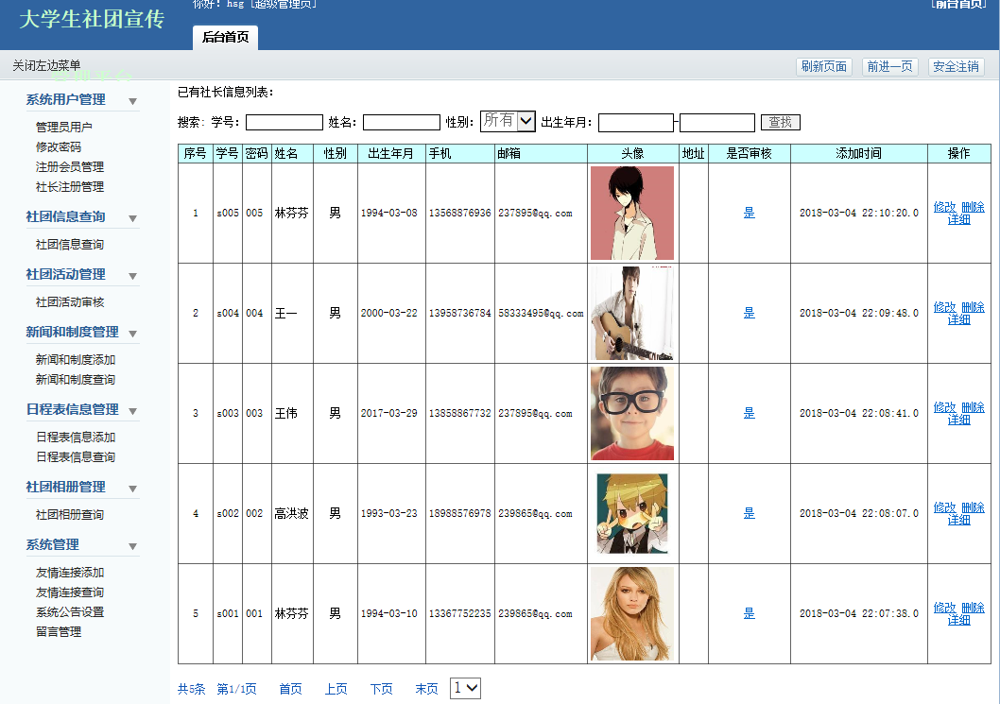 你好: hsg [超级管理员]
[前台首页]
大学生社团宣传
后台首页
关闭左边菜单
刷新页面 前进一页 安全注销
系统用户管理
管理员用户
修改密码
注册会员管理
社长注册管理
社团信息查询
社团信息查询
社团活动管理
社团活动审核
新闻和制度管理
新闻和制度添加
新闻和制度查询
日程表信息管理
日程表信息添加
日程表信息查询
社团相册管理
社团相册查询
系统管理
友情连接添加
友情连接查询
系统公告设置
留言管理
已有社长信息列表:
搜索: 学号: 姓名: 性别: 所有 出生年月: - 查找
序号 学号 密码 姓名 性别 出生年月 手机 邮箱 头像 地址 是否审核 添加时间 操作
1 s005 005 林芬芬 男 1994-03-08 13568876936 237895@qq.com 是 2018-03-04 22:10:20.0 修改 删除
详细
2 s004 004 王一 男 2000-03-22 13958736784 58333495@qq.com 是 2018-03-04 22:09:48.0 修改 删除
详细
3 s003 003 王伟 男 2017-03-29 13858867732 237895@qq.com 是 2018-03-04 22:08:41.0 修改 删除
详细
4 s002 002 高洪波 男 1993-03-23 18988576978 239865@qq.com 是 2018-03-04 22:08:07.0 修改 删除
详细
5 s001 001 林芬芬 男 1994-03-10 13367752235 239865@qq.com 是 2018-03-04 22:07:38.0 修改 删除
详细
共5条 第1/1页 首页 上页 下页 末页 1